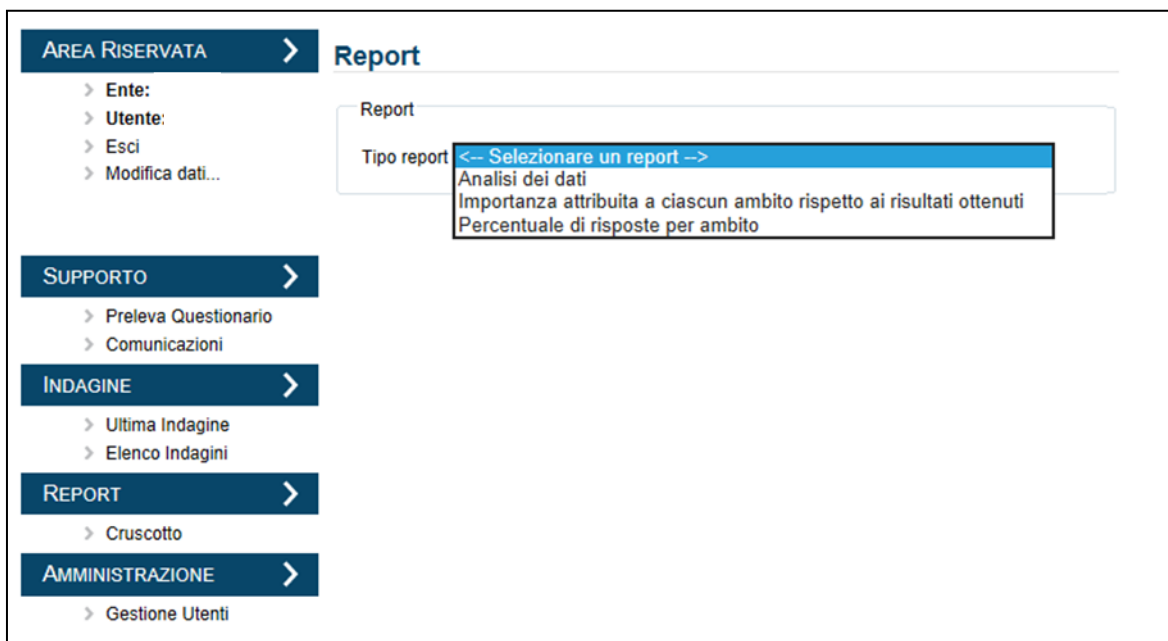 AREA RISERVATA
Ente:
Utente:
Esci
Modifica dati...
SUPPORTO
Preleva Questionario
Comunicazioni
INDAGINE
Ultima Indagine
Elenco Indagini
REPORT
Cruscotto
AMMINISTRAZIONE
Gestione Utenti
Report
Report
Tipo report <-- Selezionare un report -->
Analisi dei dati
Importanza attribuita a ciascun ambito rispetto ai risultati ottenuti
Percentuale di risposte per ambito